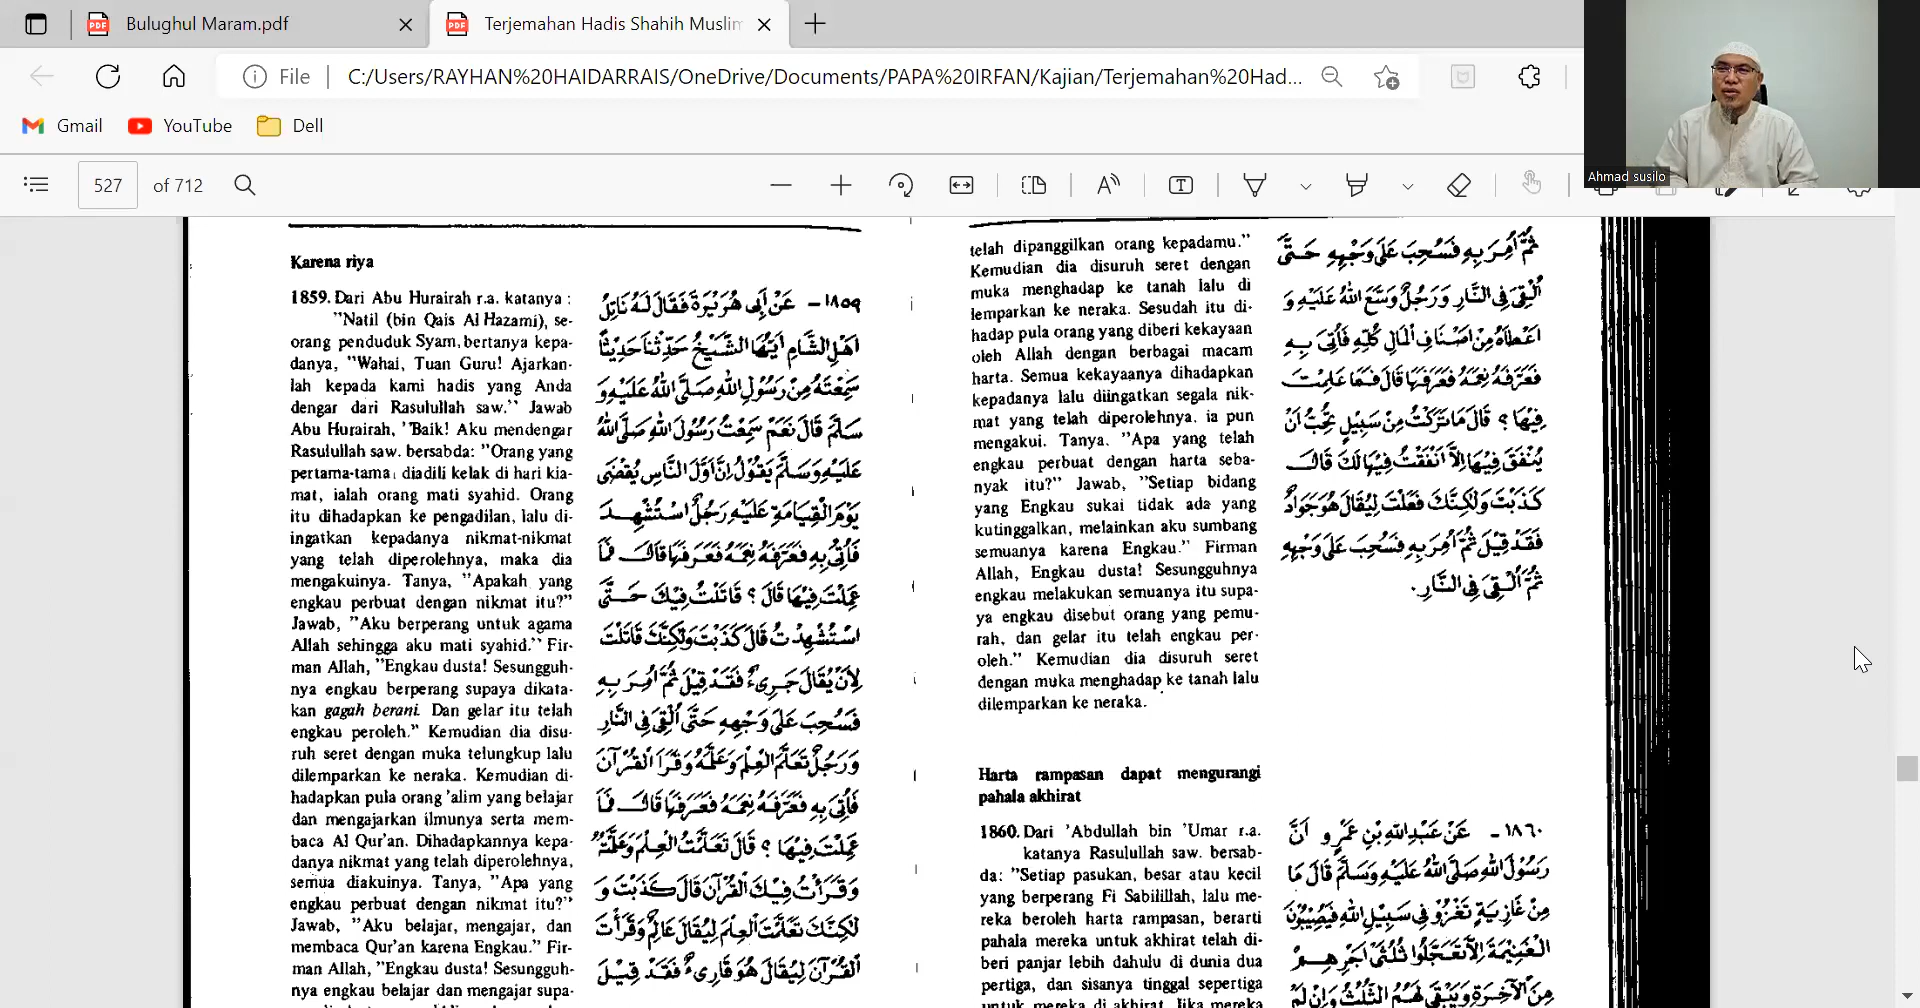 Bulughul Maram.pdf
Terjemahan Hadis Shahih Muslim
File
C:/Users/RAYHAN%20HAIDARRAIS/OneDrive/Documents/PAPA%20IRFAN/Kajian/Terjemahan%20Had...
Gmail
YouTube
Dell
527
of 712
Ahmad susilo
Karena riya
1859. Dari Abu Hurairah r.a. katanya :
"Natil (bin Qais Al Hazami), se-
orang penduduk Syam, bertanya kepa-
danya, "Wahai, Tuan Guru! Ajarkan-
lah kepada kami hadis yang Anda
dengar dari Rasulullah saw." Jawab
Abu Hurairah, "Baik! Aku mendengar
Rasulullah saw. bersabda: "Orang yang
pertama-tama diadili kelak di hari kia-
mat, ialah orang mati syahid. Orang
itu dihadapkan ke pengadilan, lalu di-
ingatkan kepadanya nikmat-nikmat
yang telah diperolehnya, maka dia
mengakuinya. Tanya, "Apakah yang
engkau perbuat dengan nikmat itu?"
Jawab, "Aku berperang untuk agama
Allah sehingga aku mati syahid." Fir-
man Allah, "Engkau dusta! Sesungguh-
nya engkau berperang supaya dikata-
kan gagah berani. Dan gelar itu telah
engkau peroleh." Kemudian dia disu-
ruh seret dengan muka telungkup lalu
dilemparkan ke neraka. Kemudian di-
hadapkan pula orang 'alim yang belajar
dan mengajarkan ilmunya serta mem-
baca Al Qur'an. Dihadapkannya kepa-
danya nikmat yang telah diperolehnya,
semua diakuinya. Tanya, "Apa yang
engkau perbuat dengan nikmat itu?"
Jawab, "Aku belajar, mengajar, dan
membaca Qur'an karena Engkau." Fir-
man Allah, "Engkau dusta! Sesungguh-
nya engkau belajar dan mengajar supa-
١٨٥٩ - عَنْ أَبِي هُرَيْرَةَ فَقَالَ لَهُ نَاتِلُ
أَهْلِ الشَّامِ أَيُّهَا الشَّيْخُ حَدِّثْنَا حَدِيثًا
سَمِعْتَهُ مِنْ رَسُولِ اللهِ صَلَّى اللهُ عَلَيْهِ وَ
سَلَّمَ قَالَ نَعَمْ سَمِعْتُ رَسُولَ اللهِ صَلَّى اللهُ
عَلَيْهِ وَسَلَّمَ يَقُولُ إِنَّ أَوَّلَ النَّاسِ يُقْضَى
يَوْمَ الْقِيَامَةِ عَلَيْهِ رَجُلٌ اسْتُشْهِدَ
فَأُتِيَ بِهِ فَعَرَّفَهُ نِعَمَهُ فَعَرَفَهَا قَالَ فَمَا
عَمِلْتَ فِيهَا قَالَ ؟ قَاتَلْتُ فِيكَ حَتَّى
اسْتُشْهِدْتُ قَالَ كَذَبْتَ وَلَكِنَّكَ قَاتَلْتَ
لِأَنْ يُقَالَ جَرِيءٌ فَقَدْ قِيلَ ثُمَّ أُمِرَ بِهِ
فَسُحِبَ عَلَى وَجْهِهِ حَتَّى أُلْقِيَ فِي النَّارِ
وَرَجُلٌ تَعَلَّمَ الْعِلْمَ وَعَلَّمَهُ وَقَرَأَ الْقُرْآنَ
فَأُتِيَ بِهِ فَعَرَّفَهُ نِعَمَهُ فَعَرَفَهَا قَالَ فَمَا
عَمِلْتَ فِيهَا ؟ قَالَ تَعَلَّمْتُ الْعِلْمَ وَعَلَّمْتُهُ
وَقَرَأْتُ فِيكَ الْقُرْآنَ قَالَ كَذَبْتَ وَ
لَكِنَّكَ تَعَلَّمْتَ الْعِلْمَ لِيُقَالَ عَالِمٌ وَقَرَأْتَ
الْقُرْآنَ لِيُقَالَ هُوَ قَارِيءٌ فَقَدْ قِيلَ
telah dipanggilkan orang kepadamu."
Kemudian dia disuruh seret dengan
muka menghadap ke tanah lalu di
lemparkan ke neraka. Sesudah itu di-
hadap pula orang yang diberi kekayaan
oleh Allah dengan berbagai macam
harta. Semua kekayaanya dihadapkan
kepadanya lalu diingatkan segala nik-
mat yang telah diperolehnya. ia pun
mengakui. Tanya. "Apa yang telah
engkau perbuat dengan harta seba-
nyak itu?" Jawab, "Setiap bidang
yang Engkau sukai tidak ada yang
kutinggalkan, melainkan aku sumbang
semuanya karena Engkau." Firman
Allah, Engkau dusta! Sesungguhnya
engkau melakukan semuanya itu supa-
ya engkau disebut orang yang pemu-
rah, dan gelar itu telah engkau per-
oleh." Kemudian dia disuruh seret
dengan muka menghadap ke tanah lalu
dilemparkan ke neraka.
ثُمَّ أُمِرَ بِهِ فَسُحِبَ عَلَى وَجْهِهِ حَتَّى
أُلْقِيَ فِي النَّارِ وَرَجُلٌ وَسَّعَ اللهُ عَلَيْهِ وَ
أَعْطَاهُ مِنْ أَصْنَافِ الْمَالِ كُلِّهِ فَأُتِيَ بِهِ
فَعَرَّفَهُ نِعَمَهُ فَعَرَفَهَا قَالَ فَمَا عَمِلْتَ
فِيهَا ؟ قَالَ مَا تَرَكْتُ مِنْ سَبِيلٍ تُحِبُّ أَنْ
يُنْفَقَ فِيهَا إِلَّا أَنْفَقْتُ فِيهَا لَكَ قَالَ
كَذَبْتَ وَلَكِنَّكَ فَعَلْتَ لِيُقَالَ هُوَ جَوَادٌ
فَقَدْ قِيلَ ثُمَّ أُمِرَ بِهِ فَسُحِبَ عَلَى وَجْهِهِ
ثُمَّ أُلْقِيَ فِي النَّارِ.
Harta rampasan dapat mengurangi
pahala akhirat
1860. Dari 'Abdullah bin 'Umar r.a.
katanya Rasulullah saw. bersab-
da: "Setiap pasukan, besar atau kecil
yang berperang Fi Sabilillah, lalu me-
reka beroleh harta rampasan, berarti
pahala mereka untuk akhirat telah di-
beri panjar lebih dahulu di dunia dua
pertiga, dan sisanya tinggal sepertiga
untuk mereka di akhirat. Jika mereka
١٨٦٠ - عَنْ عَبْدِ اللهِ بْنِ عَمْرٍو أَنَّ
رَسُولَ اللهِ صَلَّى اللهُ عَلَيْهِ وَسَلَّمَ قَالَ مَا
مِنْ غَازِيَةٍ تَغْزُو فِي سَبِيلِ اللهِ فَيُصِيبُونَ
الْغَنِيمَةَ إِلَّا تَعَجَّلُوا ثُلُثَيْ أَجْرِهِمْ
مِنَ الْآخِرَةِ وَيَبْقَى لَهُمُ الثُّلُثُ وَإِنْ لَمْ